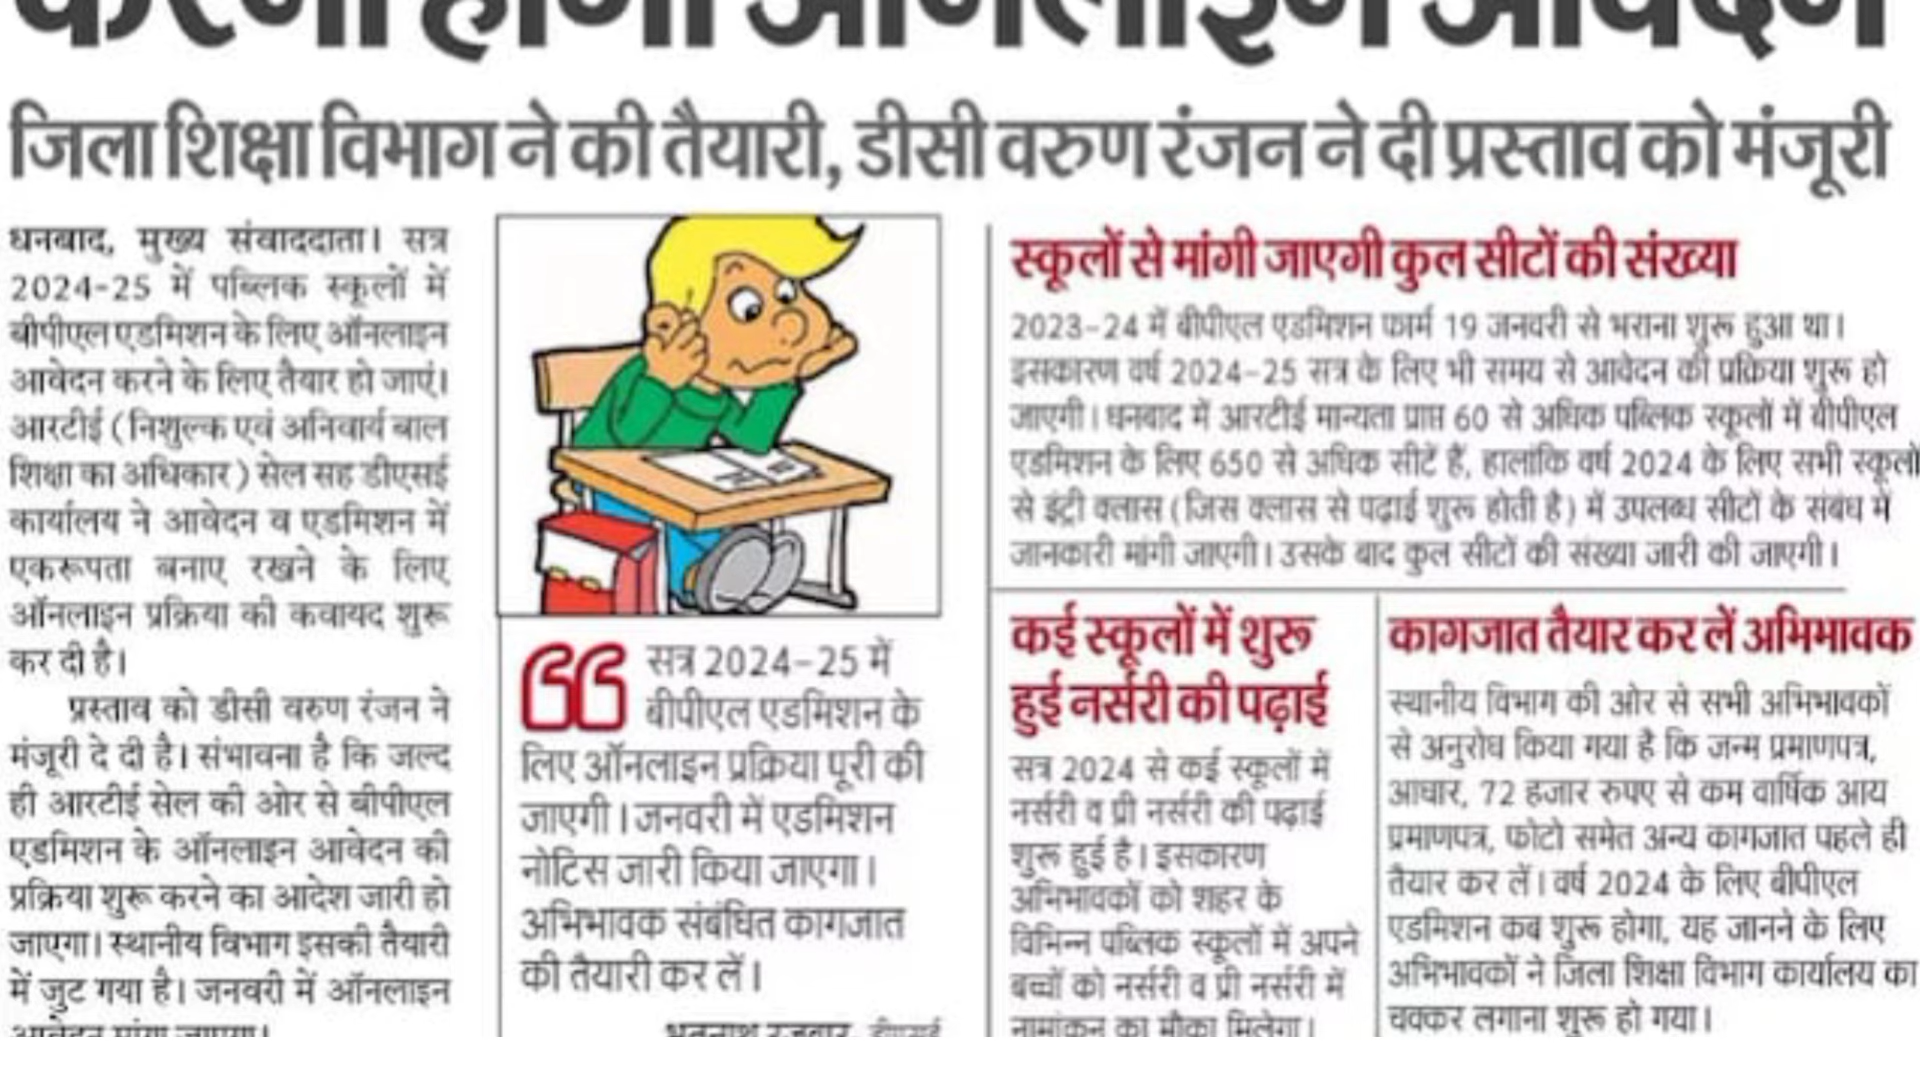 करना होगा ऑनलाइन आवेदन
जिला शिक्षा विभाग ने की तैयारी, डीसी वरुण रंजन ने दी प्रस्ताव को मंजूरी
धनबाद, मुख्य संवाददाता। सत्र
2024-25 में पब्लिक स्कूलों में
बीपीएल एडमिशन के लिए ऑनलाइन
आवेदन करने के लिए तैयार हो जाएं।
आरटीई (निशुल्क एवं अनिवार्य बाल
शिक्षा का अधिकार) सेल सह डीएसई
कार्यालय ने आवेदन व एडमिशन में
एकरूपता बनाए रखने के लिए
ऑनलाइन प्रक्रिया की कवायद शुरू
कर दी है।
प्रस्ताव को डीसी वरुण रंजन ने
मंजूरी दे दी है। संभावना है कि जल्द
ही आरटीई सेल की ओर से बीपीएल
एडमिशन के ऑनलाइन आवेदन की
प्रक्रिया शुरू करने का आदेश जारी हो
जाएगा। स्थानीय विभाग इसकी तैयारी
में जुट गया है। जनवरी में ऑनलाइन
आवेदन मांगा जाएगा।
सत्र 2024-25 में
बीपीएल एडमिशन के
लिए ऑनलाइन प्रक्रिया पूरी की
जाएगी। जनवरी में एडमिशन
नोटिस जारी किया जाएगा।
अभिभावक संबंधित कागजात
की तैयारी कर लें।
स्कूलों से मांगी जाएगी कुल सीटों की संख्या
2023-24 में बीपीएल एडमिशन फार्म 19 जनवरी से भराना शुरू हुआ था।
इसकारण वर्ष 2024-25 सत्र के लिए भी समय से आवेदन की प्रक्रिया शुरू हो
जाएगी। धनबाद में आरटीई मान्यता प्राप्त 60 से अधिक पब्लिक स्कूलों में बीपीएल
एडमिशन के लिए 650 से अधिक सीटें हैं, हालांकि वर्ष 2024 के लिए सभी स्कूलों
से इंट्री क्लास (जिस क्लास से पढ़ाई शुरू होती है) में उपलब्ध सीटों के संबंध में
जानकारी मांगी जाएगी। उसके बाद कुल सीटों की संख्या जारी की जाएगी।
कई स्कूलों में शुरू
हुई नर्सरी की पढ़ाई
सत्र 2024 से कई स्कूलों में
नर्सरी व प्री नर्सरी की पढ़ाई
शुरू हुई है। इसकारण
अभिभावकों को शहर के
विभिन्न पब्लिक स्कूलों में अपने
बच्चों को नर्सरी व प्री नर्सरी में
नामांकन का मौका मिलेगा।
कागजात तैयार कर लें अभिभावक
स्थानीय विभाग की ओर से सभी अभिभावकों
से अनुरोध किया गया है कि जन्म प्रमाणपत्र,
आधार, 72 हजार रुपए से कम वार्षिक आय
प्रमाणपत्र, फोटो समेत अन्य कागजात पहले ही
तैयार कर लें। वर्ष 2024 के लिए बीपीएल
एडमिशन कब शुरू होगा, यह जानने के लिए
अभिभावकों ने जिला शिक्षा विभाग कार्यालय का
चक्कर लगाना शुरू हो गया।